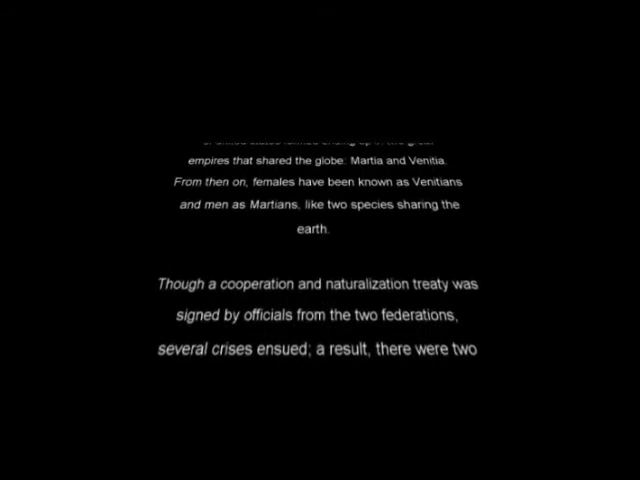 empires that shared the globe: Martia and Venitia.
From then on, females have been known as Venitians
and men as Martians, like two species sharing the
earth.
Though a cooperation and naturalization treaty was
signed by officials from the two federations,
several crises ensued; a result, there were two